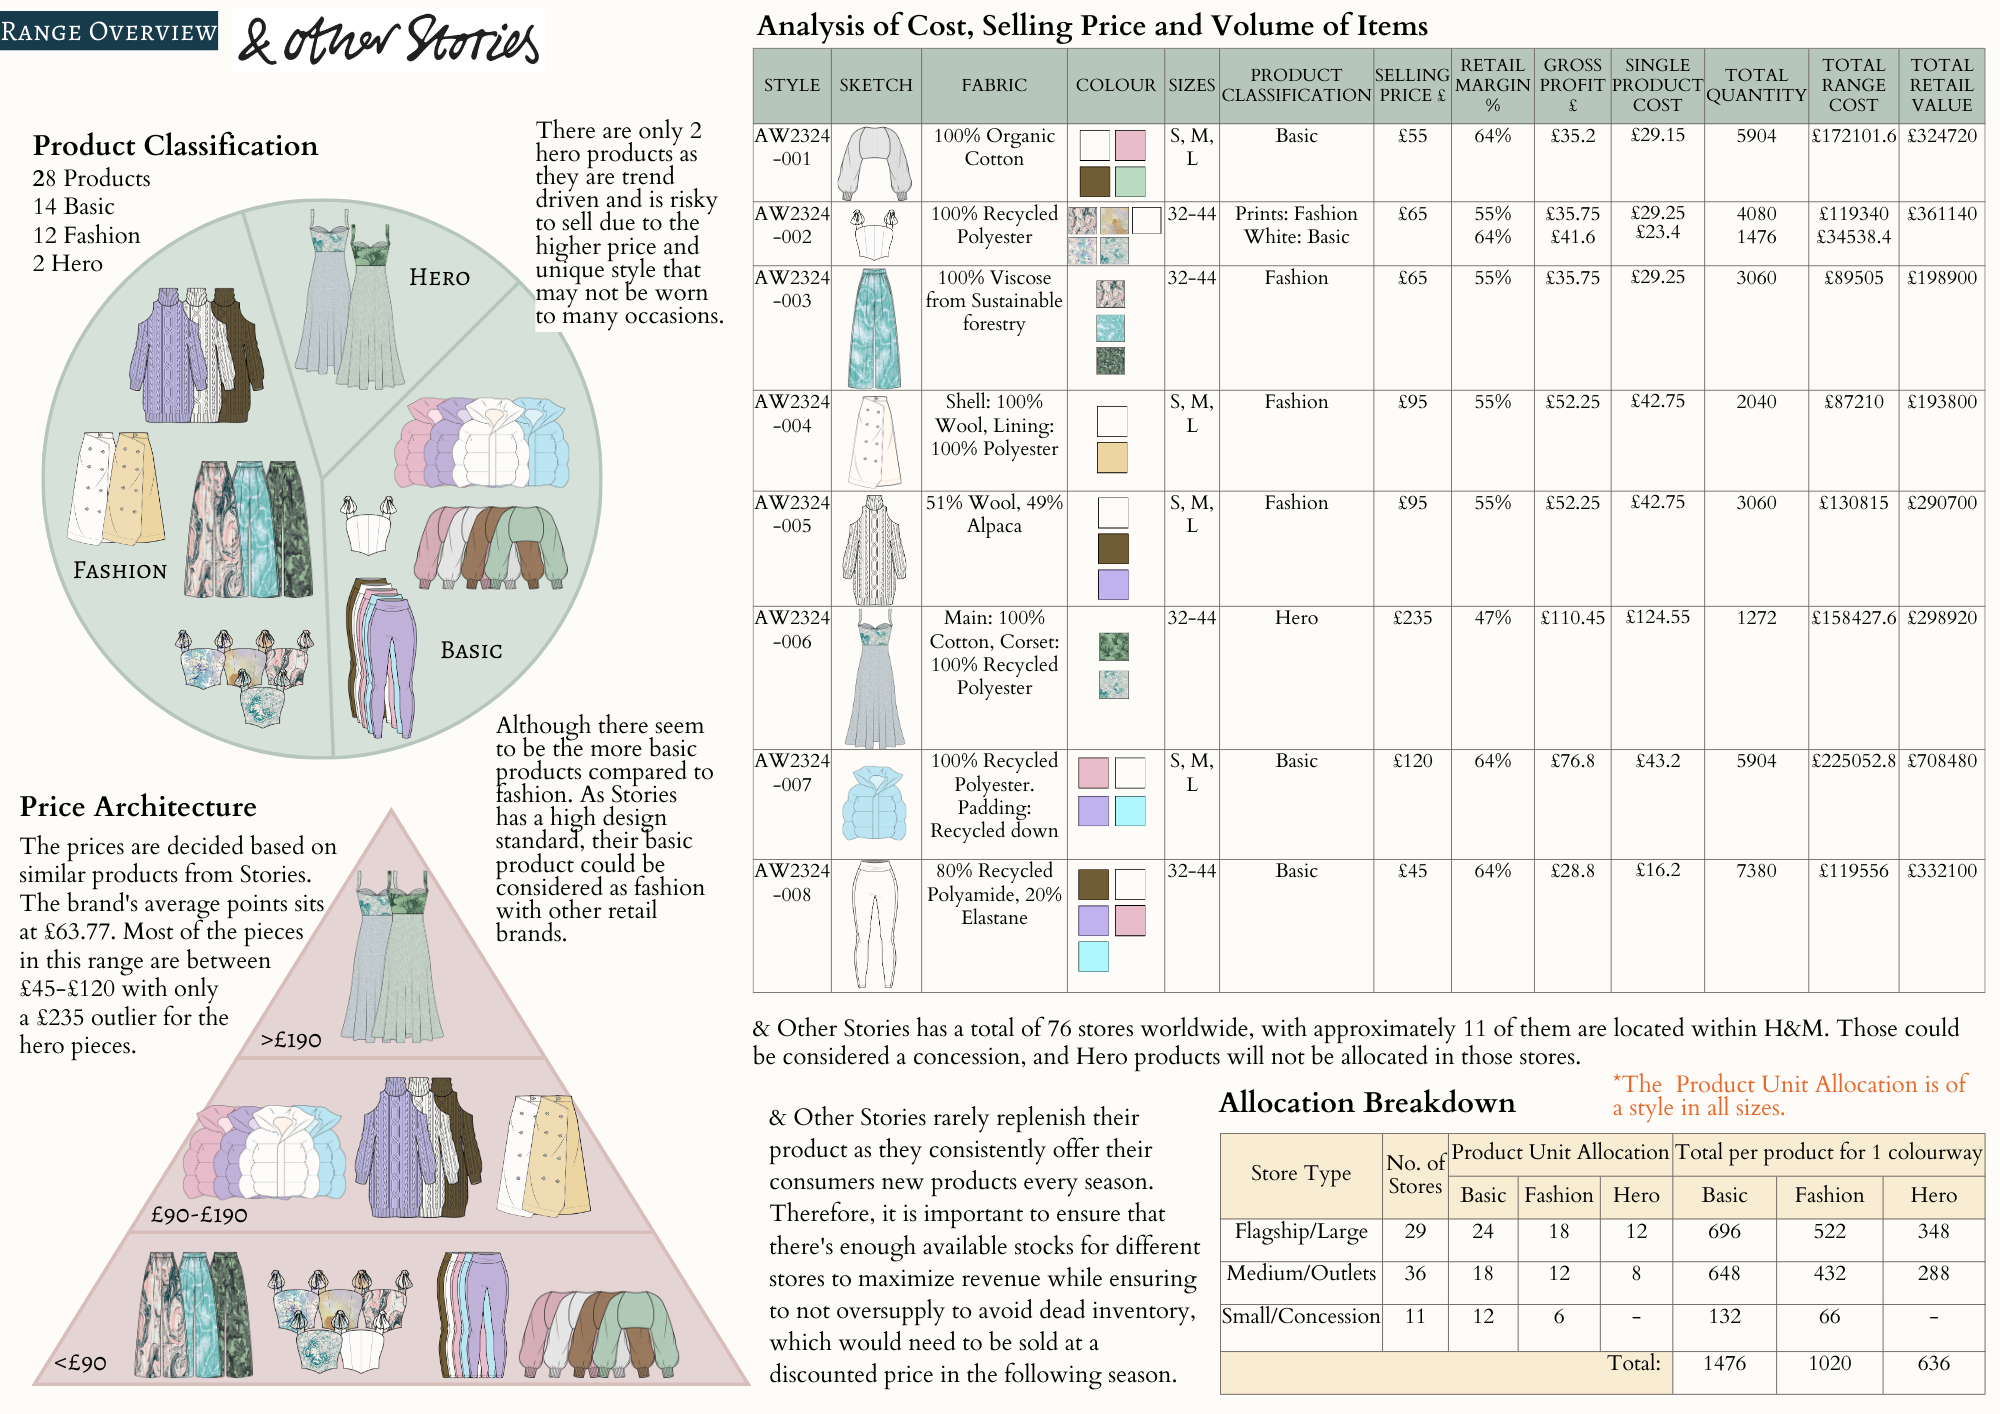 RANGE OVERVIEW
& other Stories
Product Classification
28 Products
14 Basic
12 Fashion
2 Hero
There are only 2
hero products as
they are trend
driven and is risky
to sell due to the
higher price and
unique style that
may not be worn
to many occasions.
HERO
FASHION
BASIC
Although there seem
to be the more basic
products compared to
fashion. As Stories
has a high design
standard, their basic
product could be
considered as fashion
with other retail
brands.
Price Architecture
The prices are decided based on
similar products from Stories.
The brand's average points sits
at £63.77. Most of the pieces
in this range are between
£45-£120 with only
a £235 outlier for the
hero pieces.
>£190
£90-£190
<£90
Analysis of Cost, Selling Price and Volume of Items
STYLE SKETCH FABRIC COLOUR SIZES PRODUCT CLASSIFICATION SELLING PRICE £ RETAIL MARGIN % GROSS PROFIT £ SINGLE PRODUCT COST TOTAL QUANTITY TOTAL RANGE COST TOTAL RETAIL VALUE
AW2324 100% Organic S, M, Basic £55 64% £35.2 £29.15 5904 £172101.6 £324720
-001 Cotton L
AW2324 100% Recycled 32-44 Prints: Fashion £65 55% £35.75 £29.25 4080 £119340 £361140
-002 Polyester White: Basic 64% £41.6 £23.4 1476 £34538.4
AW2324 100% Viscose 32-44 Fashion £65 55% £35.75 £29.25 3060 £89505 £198900
-003 from Sustainable
forestry
AW2324 Shell: 100% S, M, Fashion £95 55% £52.25 £42.75 2040 £87210 £193800
-004 Wool, Lining: L
100% Polyester
AW2324 51% Wool, 49% S, M, Fashion £95 55% £52.25 £42.75 3060 £130815 £290700
-005 Alpaca L
AW2324 Main: 100% 32-44 Hero £235 47% £110.45 £124.55 1272 £158427.6 £298920
-006 Cotton, Corset:
100% Recycled
Polyester
AW2324 100% Recycled S, M, Basic £120 64% £76.8 £43.2 5904 £225052.8 £708480
-007 Polyester. L
Padding:
Recycled down
AW2324 80% Recycled 32-44 Basic £45 64% £28.8 £16.2 7380 £119556 £332100
-008 Polyamide, 20%
Elastane
& Other Stories has a total of 76 stores worldwide, with approximately 11 of them are located within H&M. Those could
be considered a concession, and Hero products will not be allocated in those stores.
& Other Stories rarely replenish their
product as they consistently offer their
consumers new products every season.
Therefore, it is important to ensure that
there's enough available stocks for different
stores to maximize revenue while ensuring
to not oversupply to avoid dead inventory,
which would need to be sold at a
discounted price in the following season.
Allocation Breakdown
*The Product Unit Allocation is of
a style in all sizes.
Store Type No. of Stores Product Unit Allocation Total per product for 1 colourway
Basic Fashion Hero Basic Fashion Hero
Flagship/Large 29 24 18 12 696 522 348
Medium/Outlets 36 18 12 8 648 432 288
Small/Concession 11 12 6 - 132 66 -
Total: 1476 1020 636